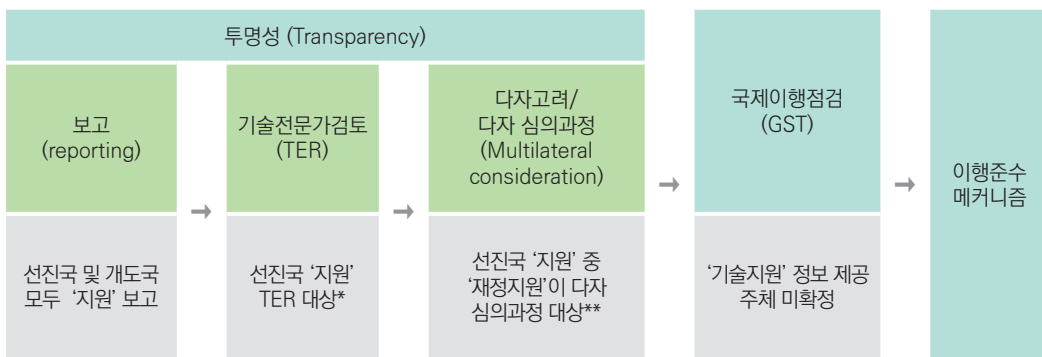 투명성 (Transparency)
보고
(reporting)
기술전문가검토
(TER)
다자고려/
다자 심의과정
(Multilateral
consideration)
국제이행점검
(GST)
이행준수
메커니즘
선진국 및 개도국
모두 ‘지원’ 보고
선진국 ‘지원’
TER 대상*
선진국 ‘지원’ 중
‘재정지원’이 다자
심의과정 대상**
‘기술지원’ 정보 제공
주체 미확정